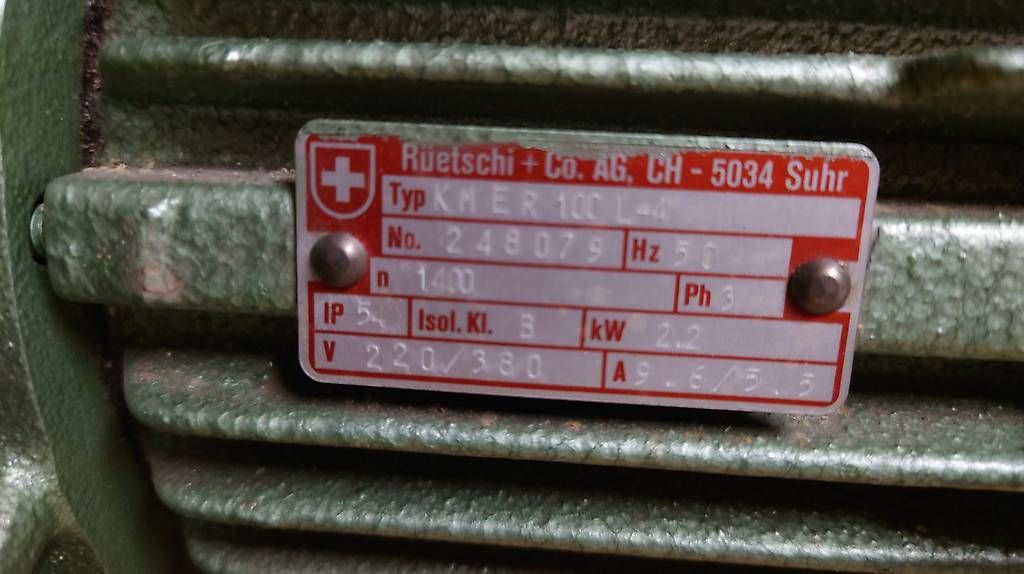 Rüetschi + Co. AG, CH - 5034 Suhr
Typ KMER 100 L-4
No. 248079 Hz 50
n 1400 Ph 3
IP 54 Isol. Kl. B kW 2.2
V 220/380 A 9.6/5.5